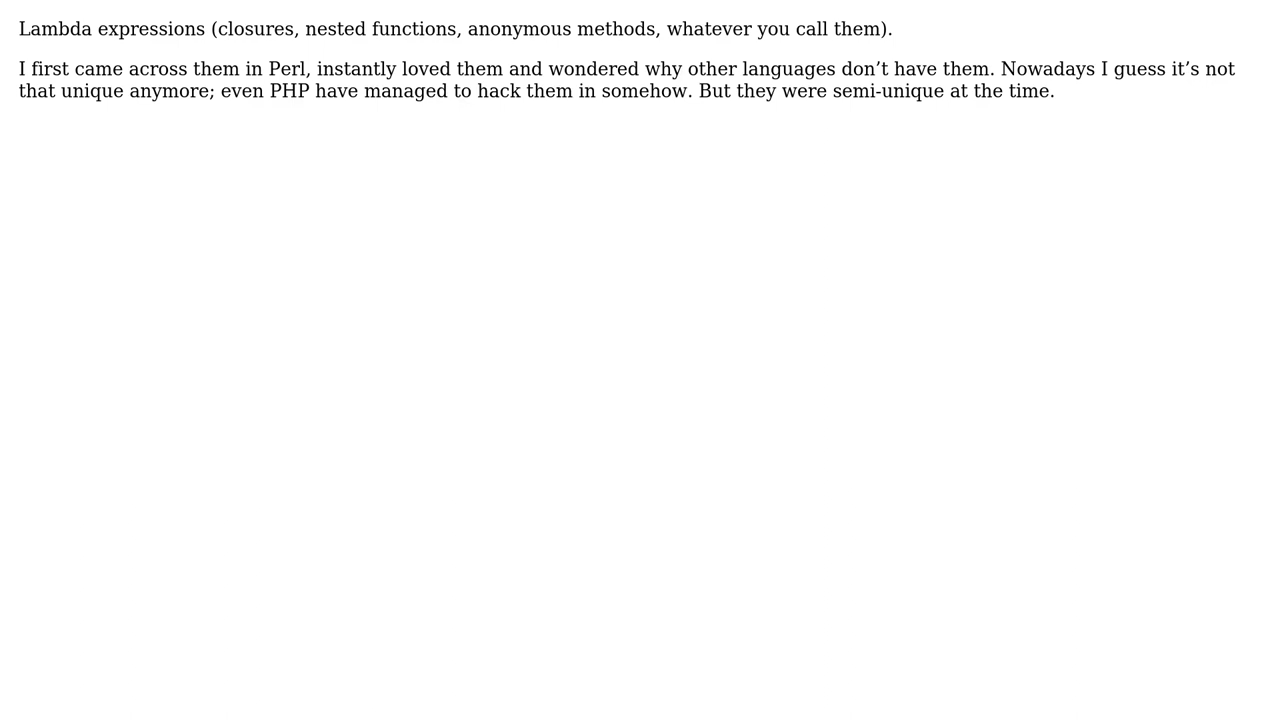 Lambda expressions (closures, nested functions, anonymous methods, whatever you call them).
I first came across them in Perl, instantly loved them and wondered why other languages don’t have them. Nowadays I guess it’s not
that unique anymore; even PHP have managed to hack them in somehow. But they were semi-unique at the time.